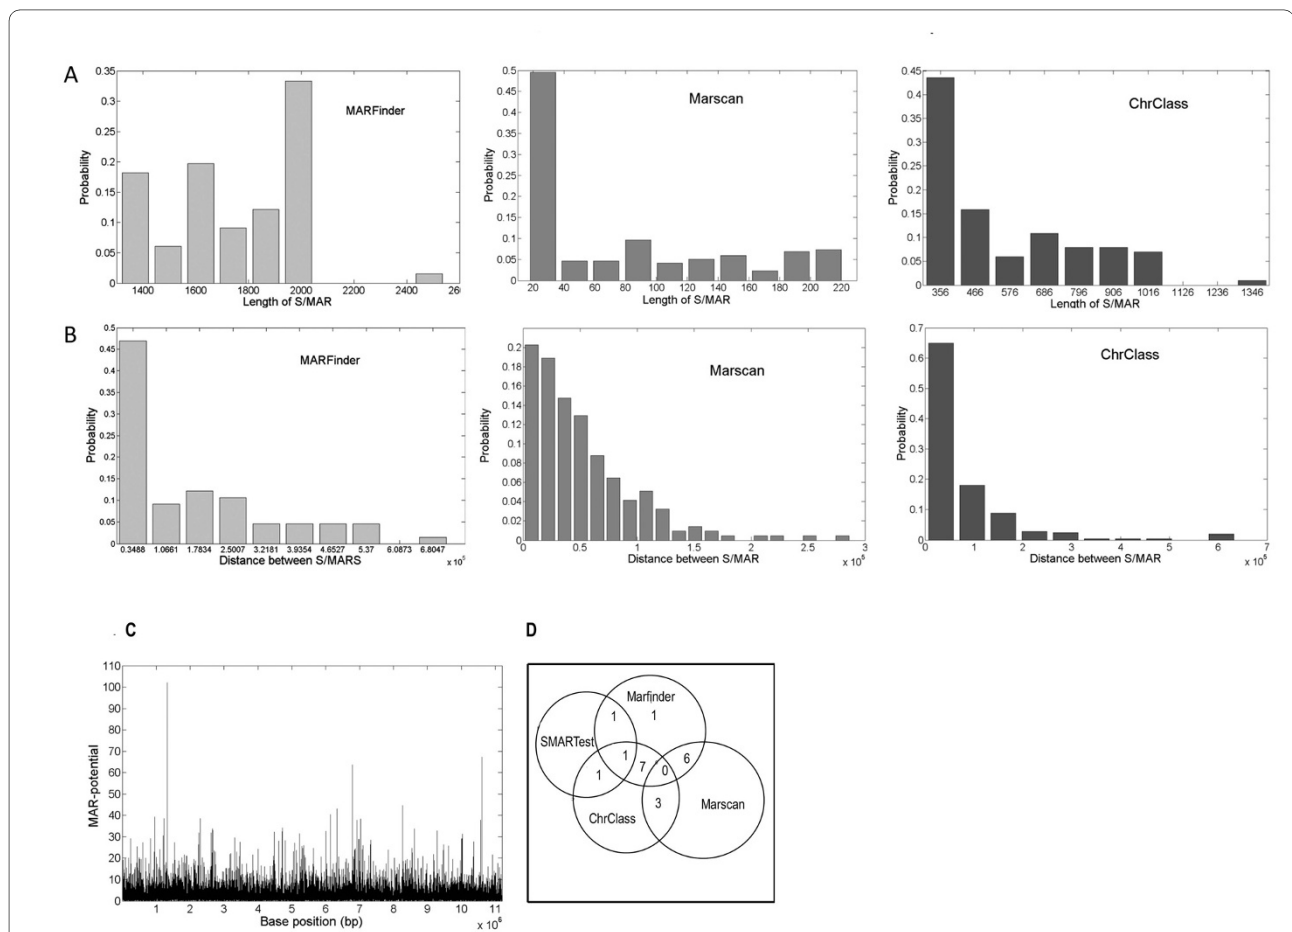 A
MARFinder
Probability
0.35
0.3
0.25
0.2
0.15
0.1
0.05
0
1400 1600 1800 2000 2200 2400 26
Length of S/MAR
Marscan
Probability
0.5
0.45
0.4
0.35
0.3
0.25
0.2
0.15
0.1
0.05
0
20 40 60 80 100 120 140 160 180 200 220
Length of S/MAR
ChrClass
Probability
0.45
0.4
0.35
0.3
0.25
0.2
0.15
0.1
0.05
0
356 466 576 686 796 906 1016 1126 1236 1346
Length of S/MAR
B
MARFinder
Probability
0.5
0.45
0.4
0.35
0.3
0.25
0.2
0.15
0.1
0.05
0
0.3488 1.0661 1.7834 2.5007 3.2181 3.9354 4.6527 5.37 6.0873 6.8047
Distance between S/MARS
x 10⁵
Marscan
Probability
0.2
0.18
0.16
0.14
0.12
0.1
0.08
0.06
0.04
0.02
0
0 0.5 1 1.5 2 2.5 3
Distance between S/MAR
x 10⁵
ChrClass
Probability
0.7
0.6
0.5
0.4
0.3
0.2
0.1
0
0 1 2 3 4 5 6 7
Distance between S/MAR
x 10⁵
C
MAR-potential
110
100
90
80
70
60
50
40
30
20
10
0
1 2 3 4 5 6 7 8 9 10 11
Base position (bp)
x 10⁶
D
Marfinder
1 1
SMARTest
1 7 0 6
1
3
ChrClass
Marscan